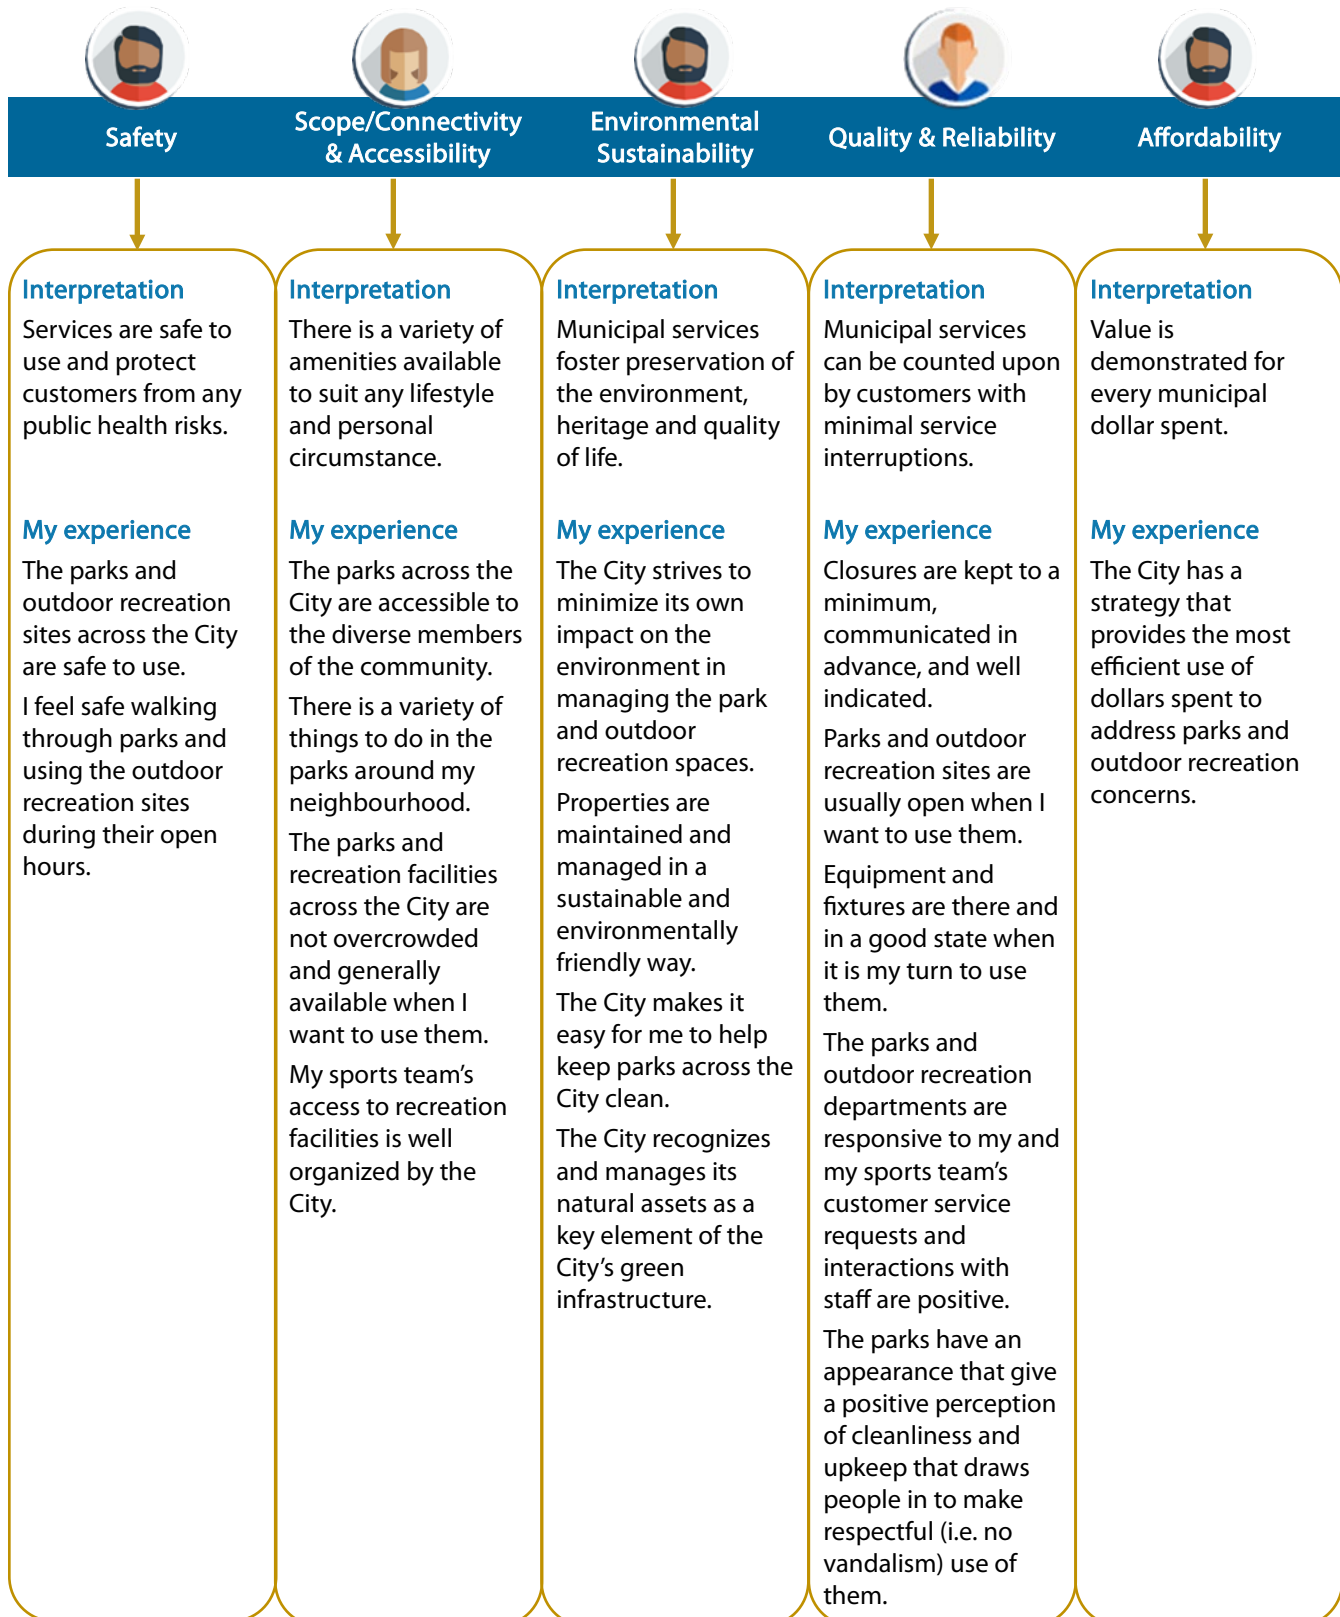 Safety
Scope/Connectivity
& Accessibility
Environmental
Sustainability
Quality & Reliability
Affordability
Interpretation
Services are safe to
use and protect
customers from any
public health risks.
My experience
The parks and
outdoor recreation
sites across the City
are safe to use.
I feel safe walking
through parks and
using the outdoor
recreation sites
during their open
hours.
Interpretation
There is a variety of
amenities available
to suit any lifestyle
and personal
circumstance.
My experience
The parks across the
City are accessible to
the diverse members
of the community.
There is a variety of
things to do in the
parks around my
neighbourhood.
The parks and
recreation facilities
across the City are
not overcrowded
and generally
available when I
want to use them.
My sports team's
access to recreation
facilities is well
organized by the
City.
Interpretation
Municipal services
foster preservation of
the environment,
heritage and quality
of life.
My experience
The City strives to
minimize its own
impact on the
environment in
managing the park
and outdoor
recreation spaces.
Properties are
maintained and
managed in a
sustainable and
environmentally
friendly way.
The City makes it
easy for me to help
keep parks across the
City clean.
The City recognizes
and manages its
natural assets as a
key element of the
City's green
infrastructure.
Interpretation
Municipal services
can be counted upon
by customers with
minimal service
interruptions.
My experience
Closures are kept to a
minimum,
communicated in
advance, and well
indicated.
Parks and outdoor
recreation sites are
usually open when I
want to use them.
Equipment and
fixtures are there and
in a good state when
it is my turn to use
them.
The parks and
outdoor recreation
departments are
responsive to my and
my sports team's
customer service
requests and
interactions with
staff are positive.
The parks have an
appearance that give
a positive perception
of cleanliness and
upkeep that draws
people in to make
respectful (i.e. no
vandalism) use of
them.
Interpretation
Value is
demonstrated for
every municipal
dollar spent.
My experience
The City has a
strategy that
provides the most
efficient use of
dollars spent to
address parks and
outdoor recreation
concerns.